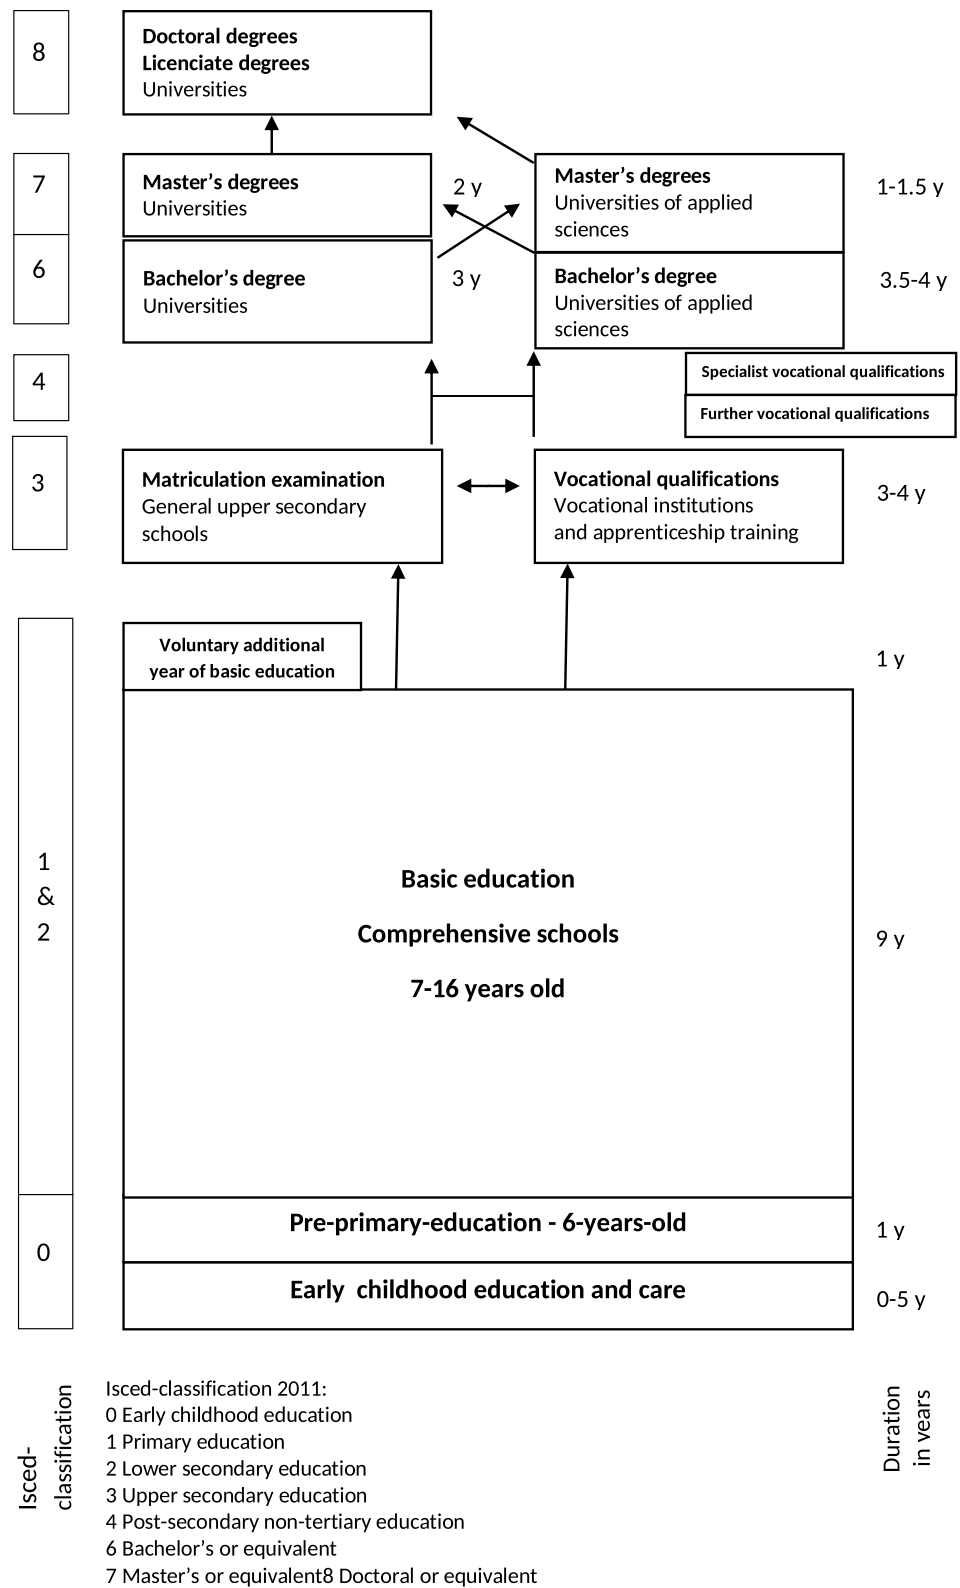 8
Doctoral degrees
Licenciate degrees
Universities
7
Master’s degrees
Universities
2 y
Master’s degrees
Universities of applied
sciences
1-1.5 y
6
Bachelor’s degree
Universities
3 y
Bachelor’s degree
Universities of applied
sciences
3.5-4 y
4
Specialist vocational qualifications
Further vocational qualifications
3
Matriculation examination
General upper secondary
schools
Vocational qualifications
Vocational institutions
and apprenticeship training
3-4 y
Voluntary additional
year of basic education
1 y
1
&
2
Basic education
Comprehensive schools
7-16 years old
9 y
0
Pre-primary-education - 6-years-old
1 y
Early  childhood education and care
0-5 y
Isced-
classification
Isced-classification 2011:
0 Early childhood education
1 Primary education
2 Lower secondary education
3 Upper secondary education
4 Post-secondary non-tertiary education
6 Bachelor’s or equivalent
7 Master’s or equivalent8 Doctoral or equivalent
Duration
in years